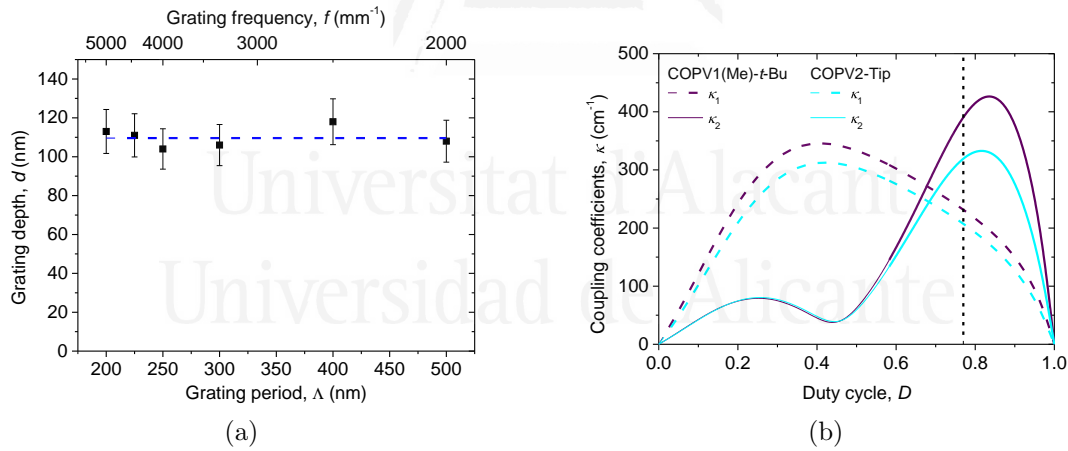 Grating frequency, f (mm⁻¹)
5000 4000 3000 2000
140
120
100
80
60
40
20
0
Grating depth, d (nm)
200 250 300 350 400 450 500
Grating period, Λ (nm)
(a)
500
400
300
200
100
0
Coupling coefficients, κ (cm⁻¹)
COPV1(Me)-t-Bu COPV2-Tip
κ₁ κ₁
κ₂ κ₂
0.0 0.2 0.4 0.6 0.8 1.0
Duty cycle, D
(b)
Universitat d'Alacant
Universidad de Alicante